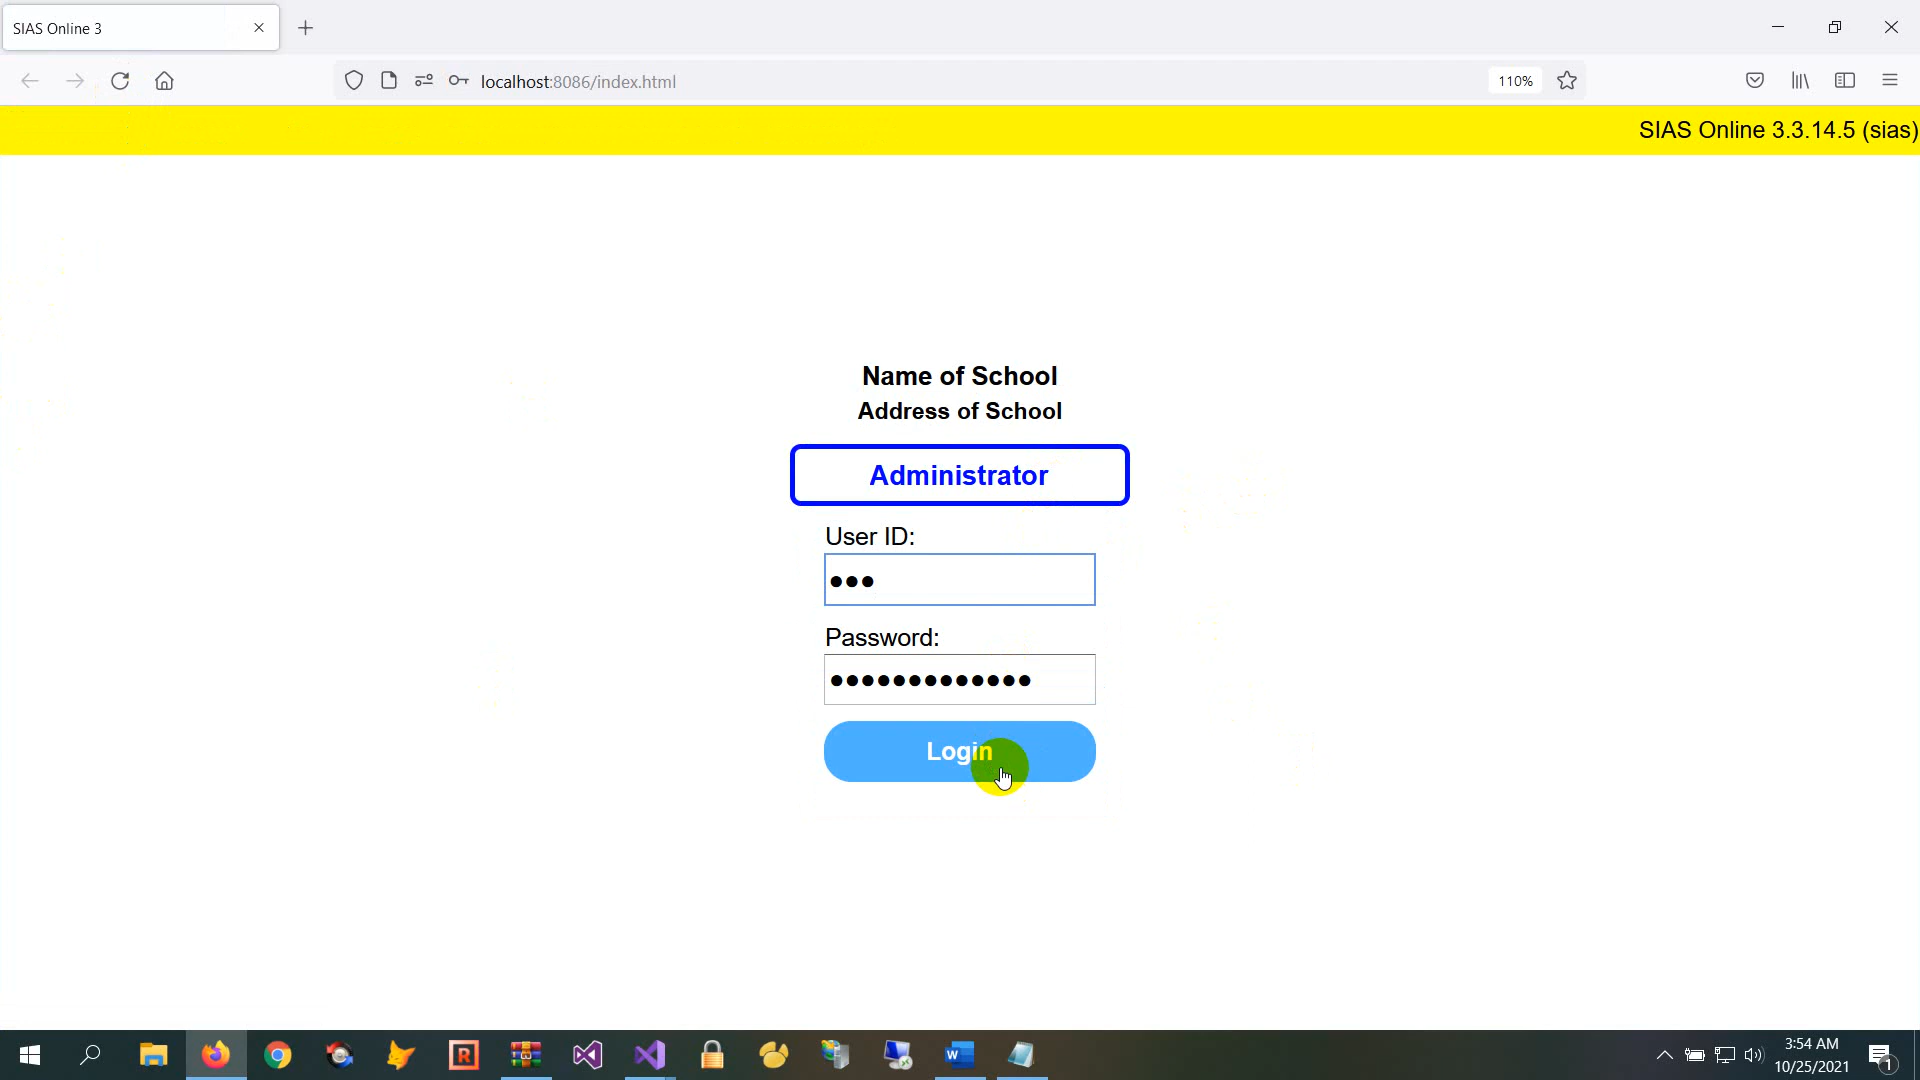 SIAS Online 3
localhost:8086/index.html
110%
SIAS Online 3.3.14.5 (sias)
Name of School
Address of School
Administrator
User ID:
●●●
Password:
●●●●●●●●●●●●●
Login
3:54 AM
10/25/2021
1